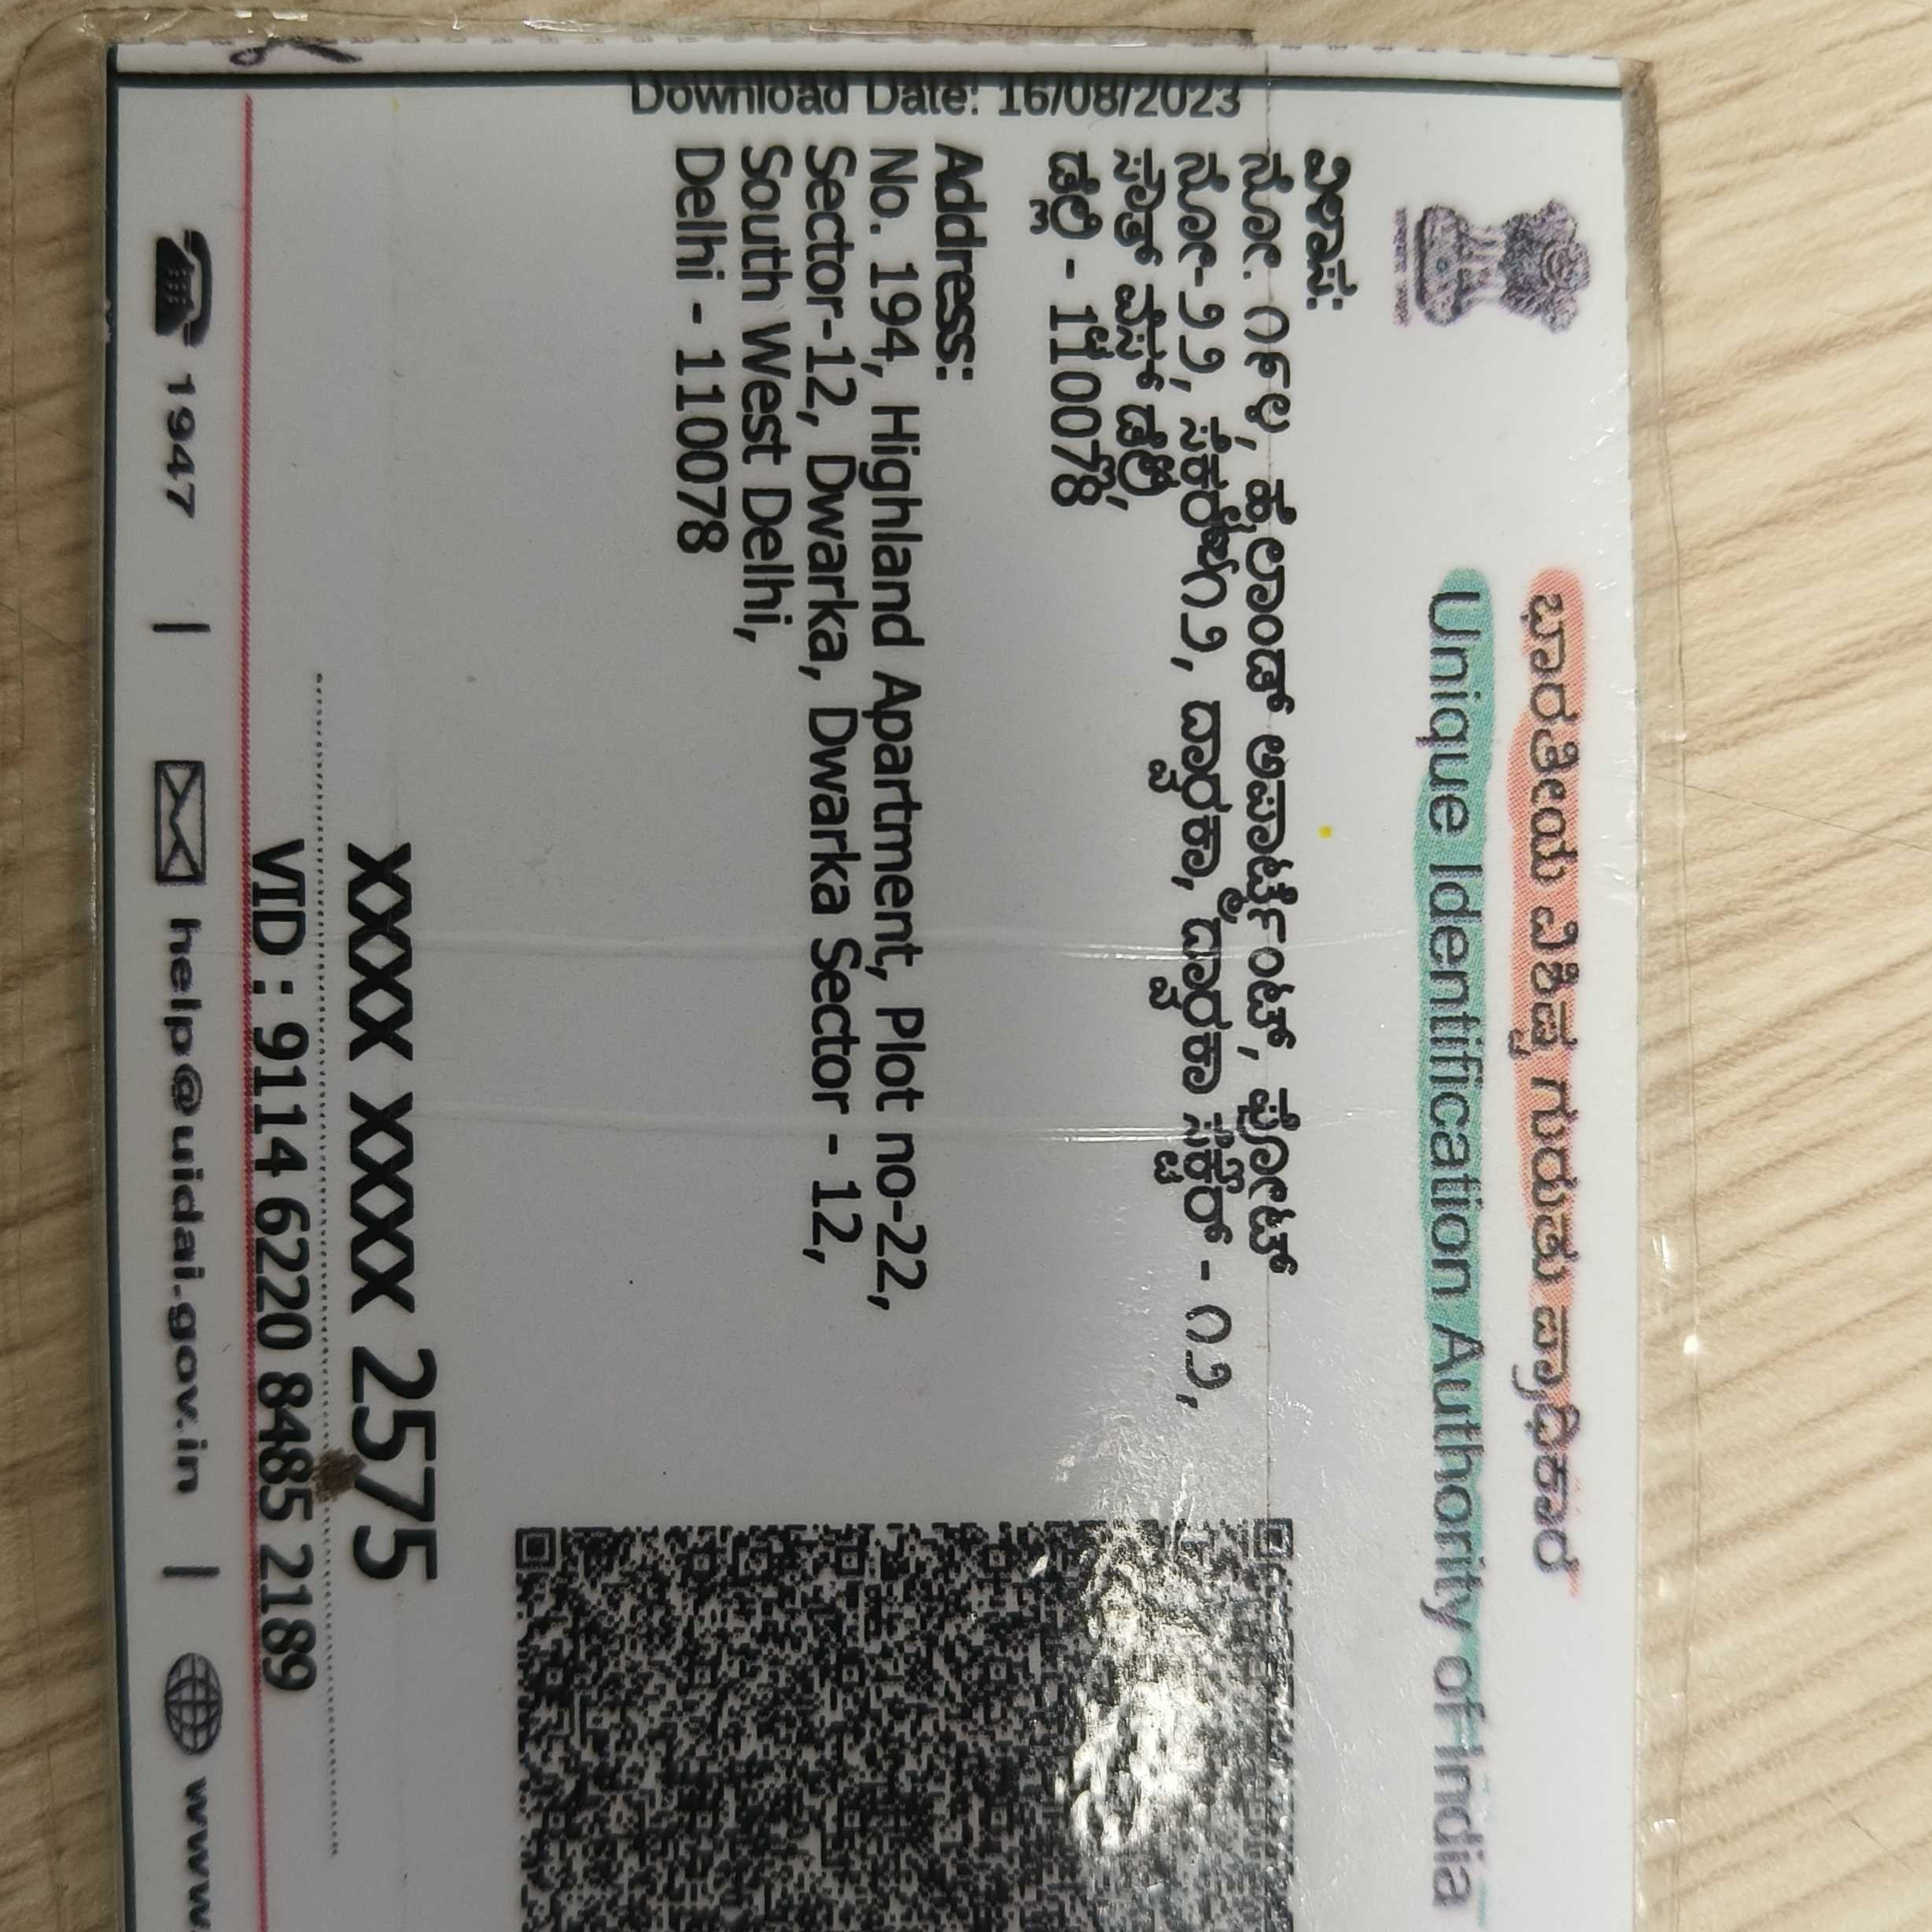 ಭಾರತೀಯ ವಿಶಿಷ್ಟ ಗುರುತು ಪ್ರಾಧಿಕಾರ
Unique Identification Authority of India
ವಿಳಾಸ:
ನೋ. ೧೯೪, ಹೈಲಾಂಡ್ ಅಪಾರ್ಟ್ಮೆಂಟ್, ಪ್ಲೋಟ್
ನೋ-೨೨, ಸೆಕ್ಟರ್-೧೨, ದ್ವಾರಕಾ, ದ್ವಾರಕಾ ಸೆಕ್ಟರ್ - ೧೨,
ಸೌತ್ ವೆಸ್ಟ್ ಡೆಲ್ಲಿ,
ಡೆಲ್ಲಿ - 110078
Address:
No. 194, Highland Apartment, Plot no-22,
Sector-12, Dwarka, Dwarka Sector - 12,
South West Delhi,
Delhi - 110078
Download Date: 16/08/2023
XXXX XXXX 2575
VID : 9114 6220 8485 2189
1947 | help@uidai.gov.in | www.